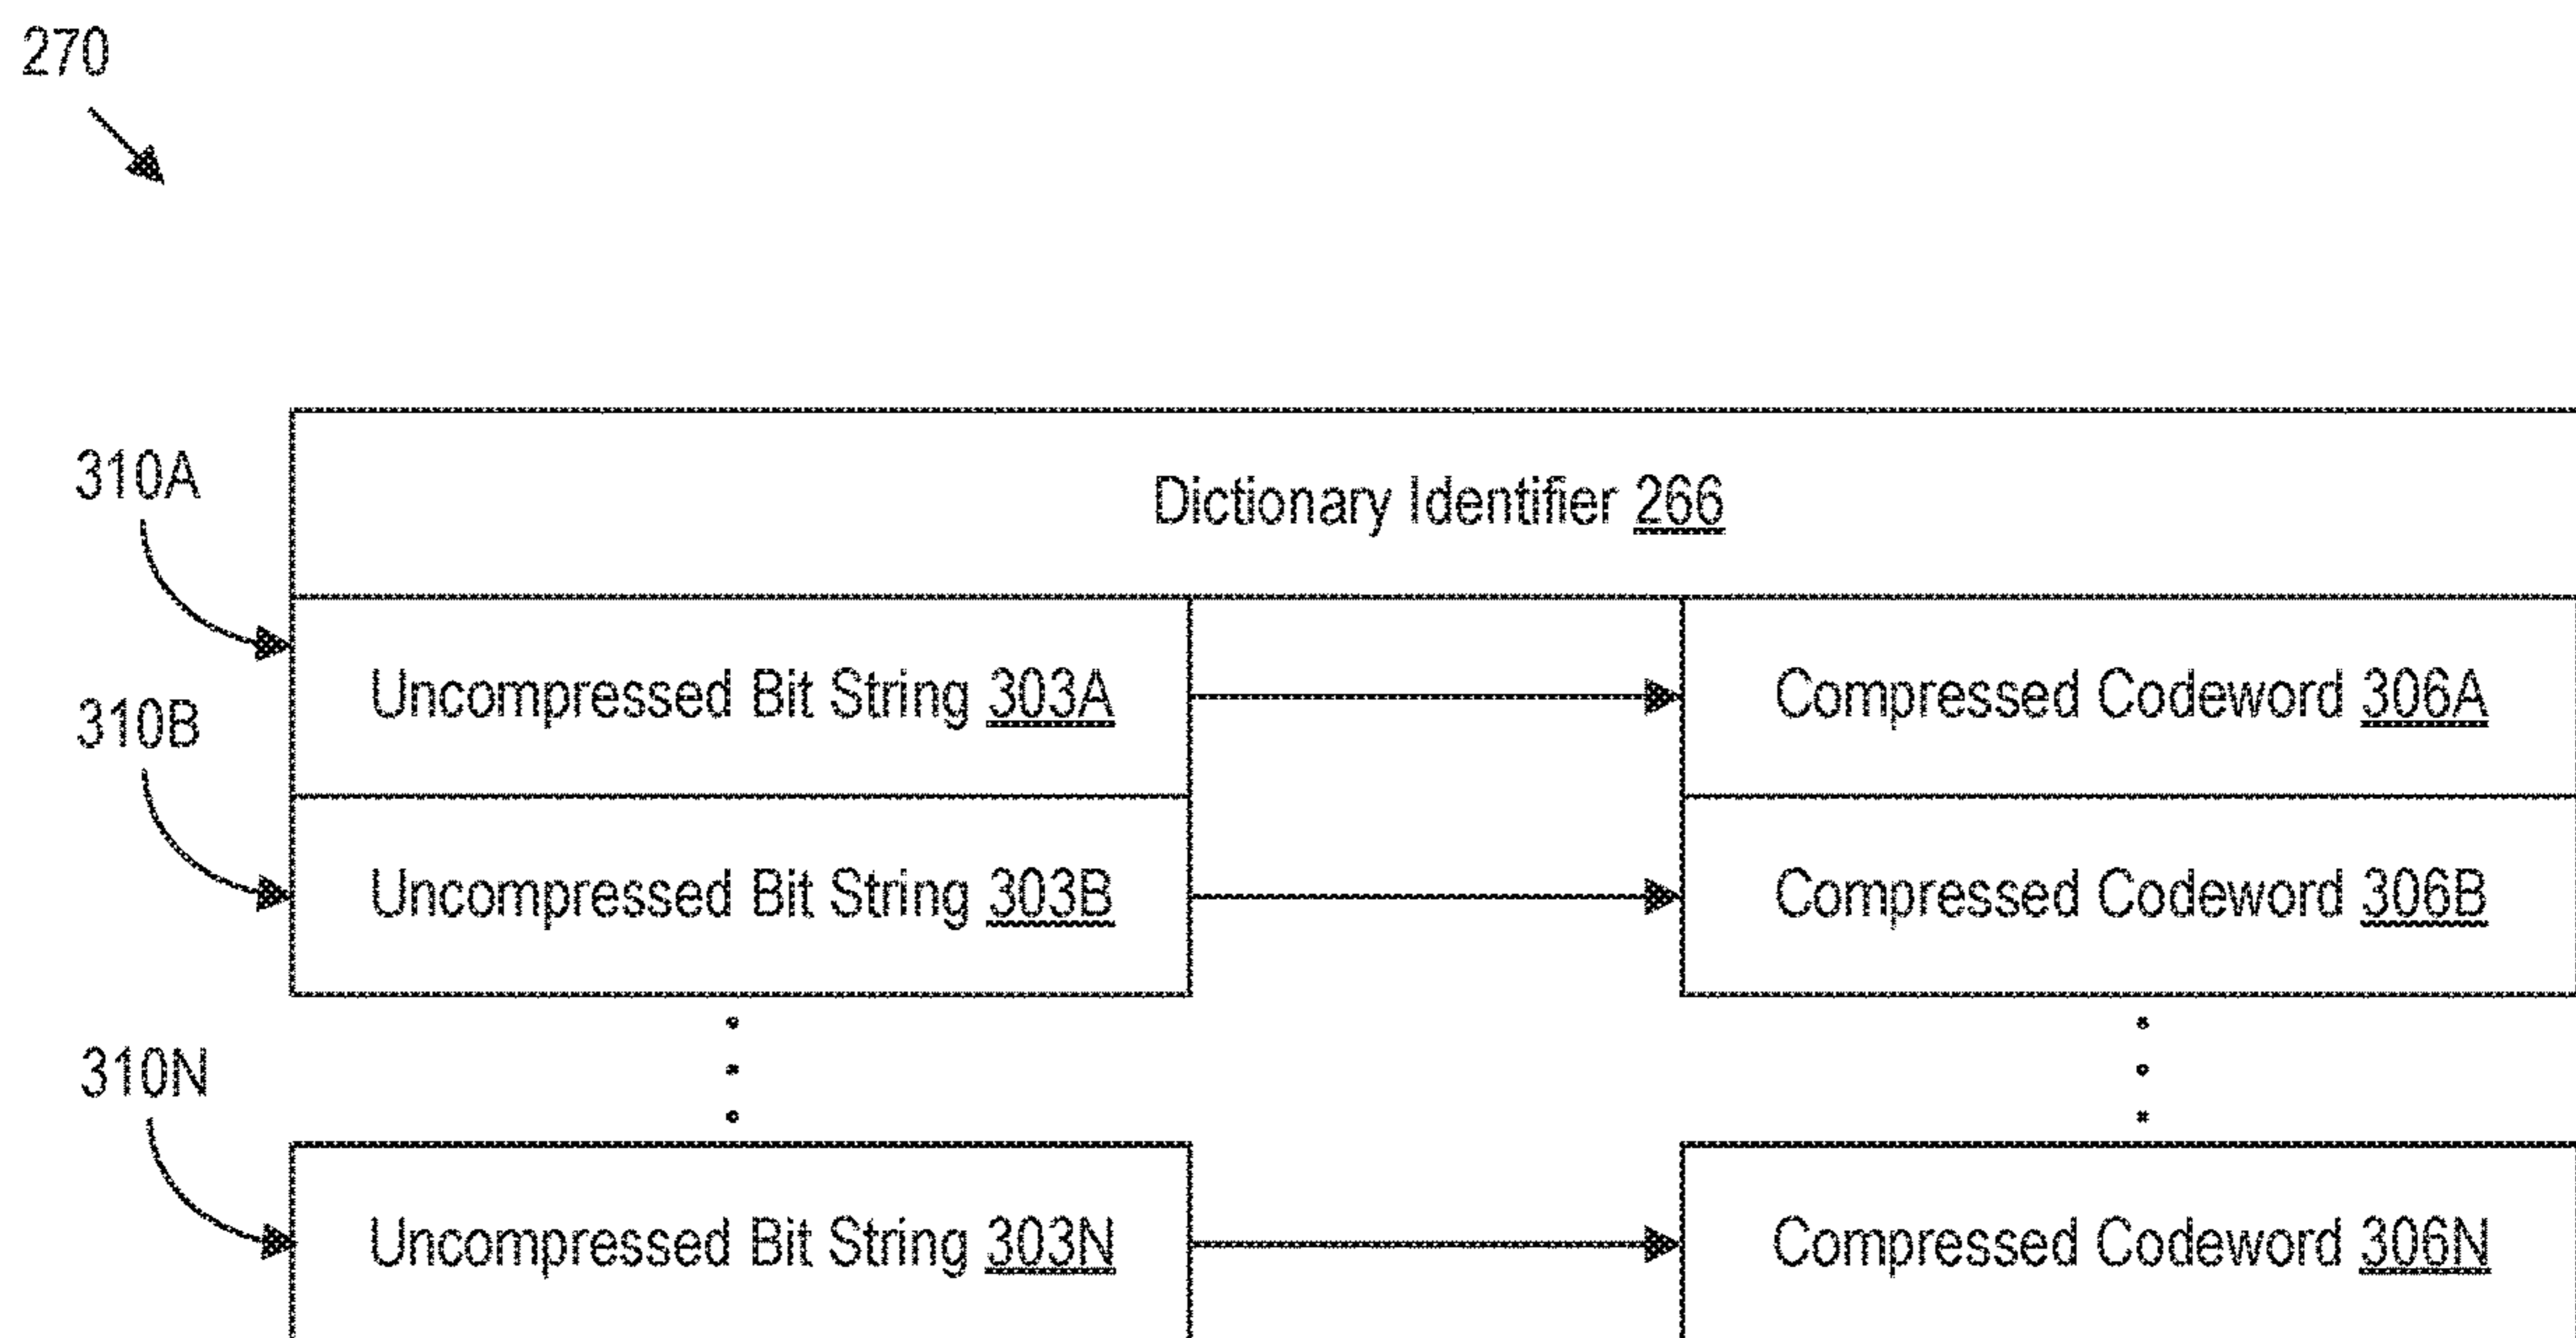 270
Dictionary Identifier 266
310A
Uncompressed Bit String 303A
Compressed Codeword 306A
310B
Uncompressed Bit String 303B
Compressed Codeword 306B
310N
Uncompressed Bit String 303N
Compressed Codeword 306N